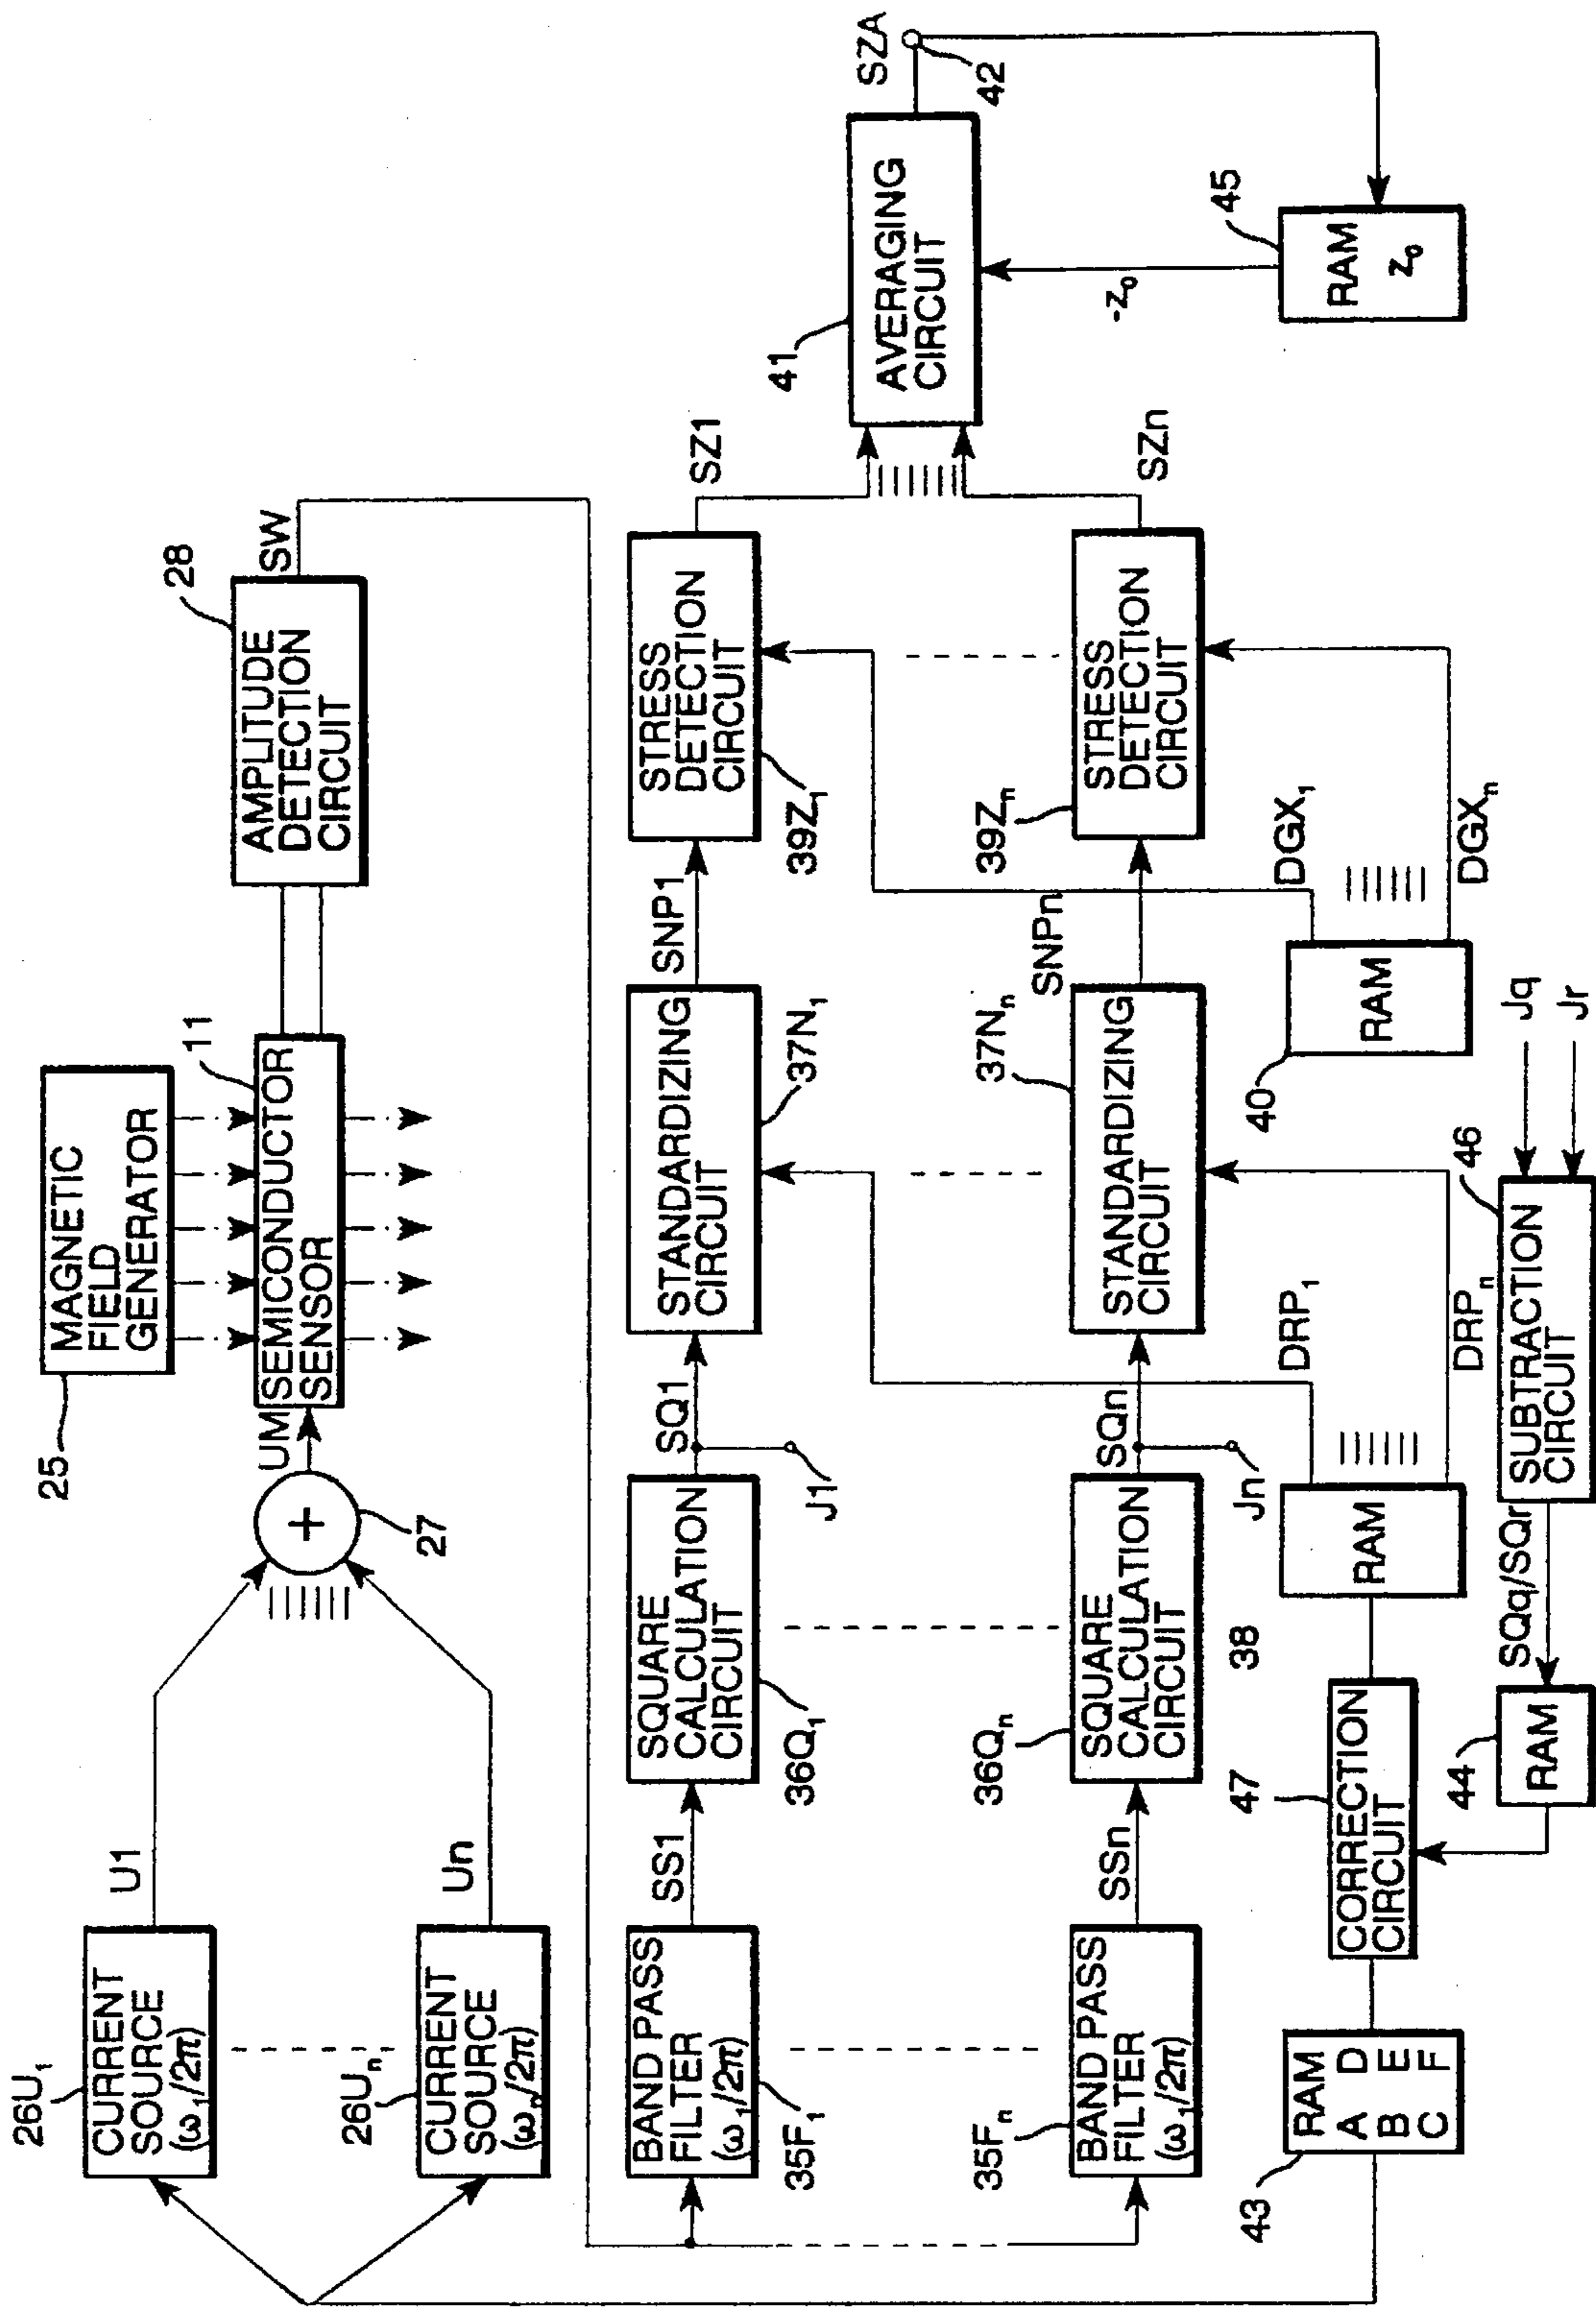 25
MAGNETIC
FIELD
GENERATOR
26U1
CURRENT
SOURCE
(ω1/2π)
U1
26Un
CURRENT
SOURCE
(ωn/2π)
Un
27
+
UM
11
SEMICONDUCTOR
SENSOR
28
AMPLITUDE
DETECTION
CIRCUIT
SW
BAND PASS
FILTER
(ω1/2π)
35F1
SS1
SQUARE
CALCULATION
CIRCUIT
36Q1
SQ1
J1
STANDARDIZING
CIRCUIT
37N1
SNP1
STRESS
DETECTION
CIRCUIT
39Z1
SZ1
41
AVERAGING
CIRCUIT
SZA
42
BAND PASS
FILTER
(ω1/2π)
35Fn
SSn
SQUARE
CALCULATION
CIRCUIT
36Qn
SQn
Jn
STANDARDIZING
CIRCUIT
37Nn
SNPn
STRESS
DETECTION
CIRCUIT
39Zn
SZn
-z0
45
RAM
z0
43
RAM
A D
B E
C F
47
CORRECTION
CIRCUIT
38
RAM
DRP1
DRPn
40
RAM
DGX1
DGXn
44
RAM
SQq/SQr
46
SUBTRACTION
CIRCUIT
Jq
Jr